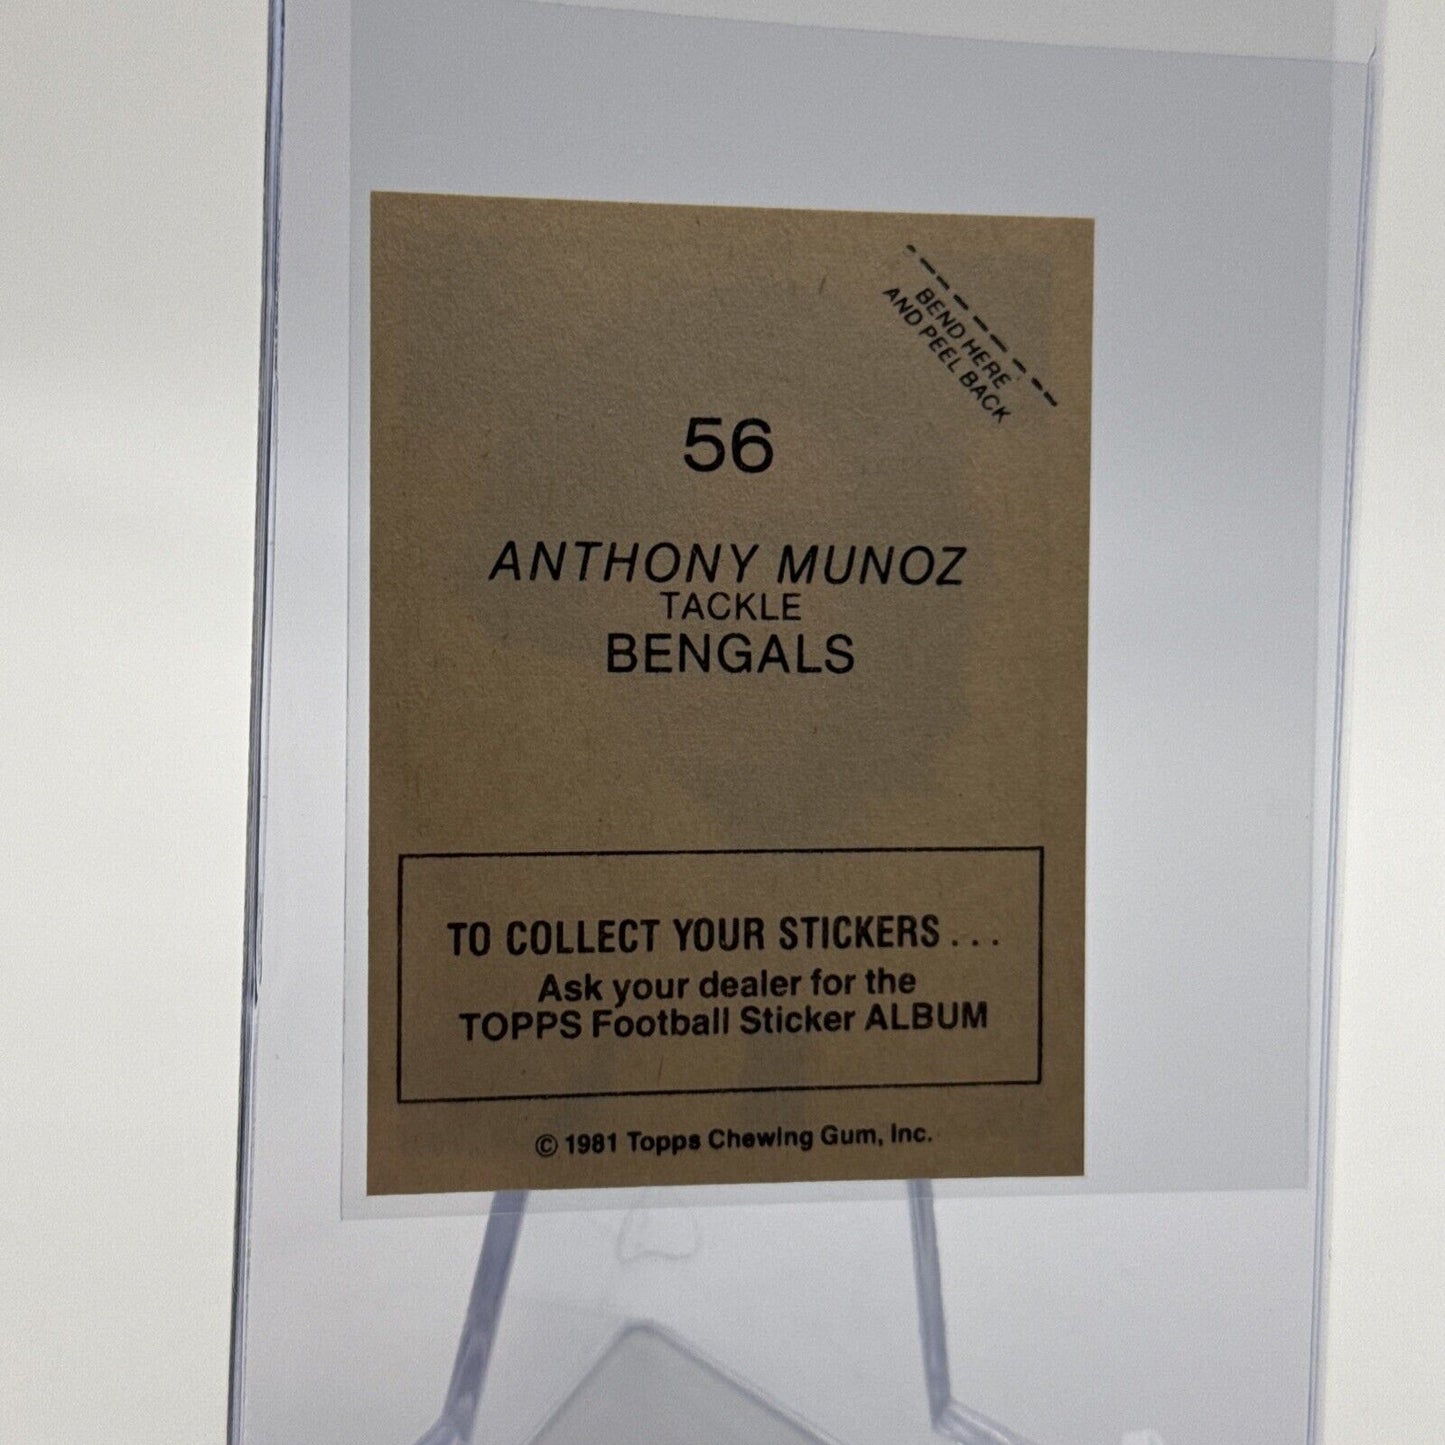 BEND HERE
AND PEEL BACK
56
ANTHONY MUNOZ
TACKLE
BENGALS
TO COLLECT YOUR STICKERS . . .
Ask your dealer for the
TOPPS Football Sticker ALBUM
© 1981 Topps Chewing Gum, Inc.